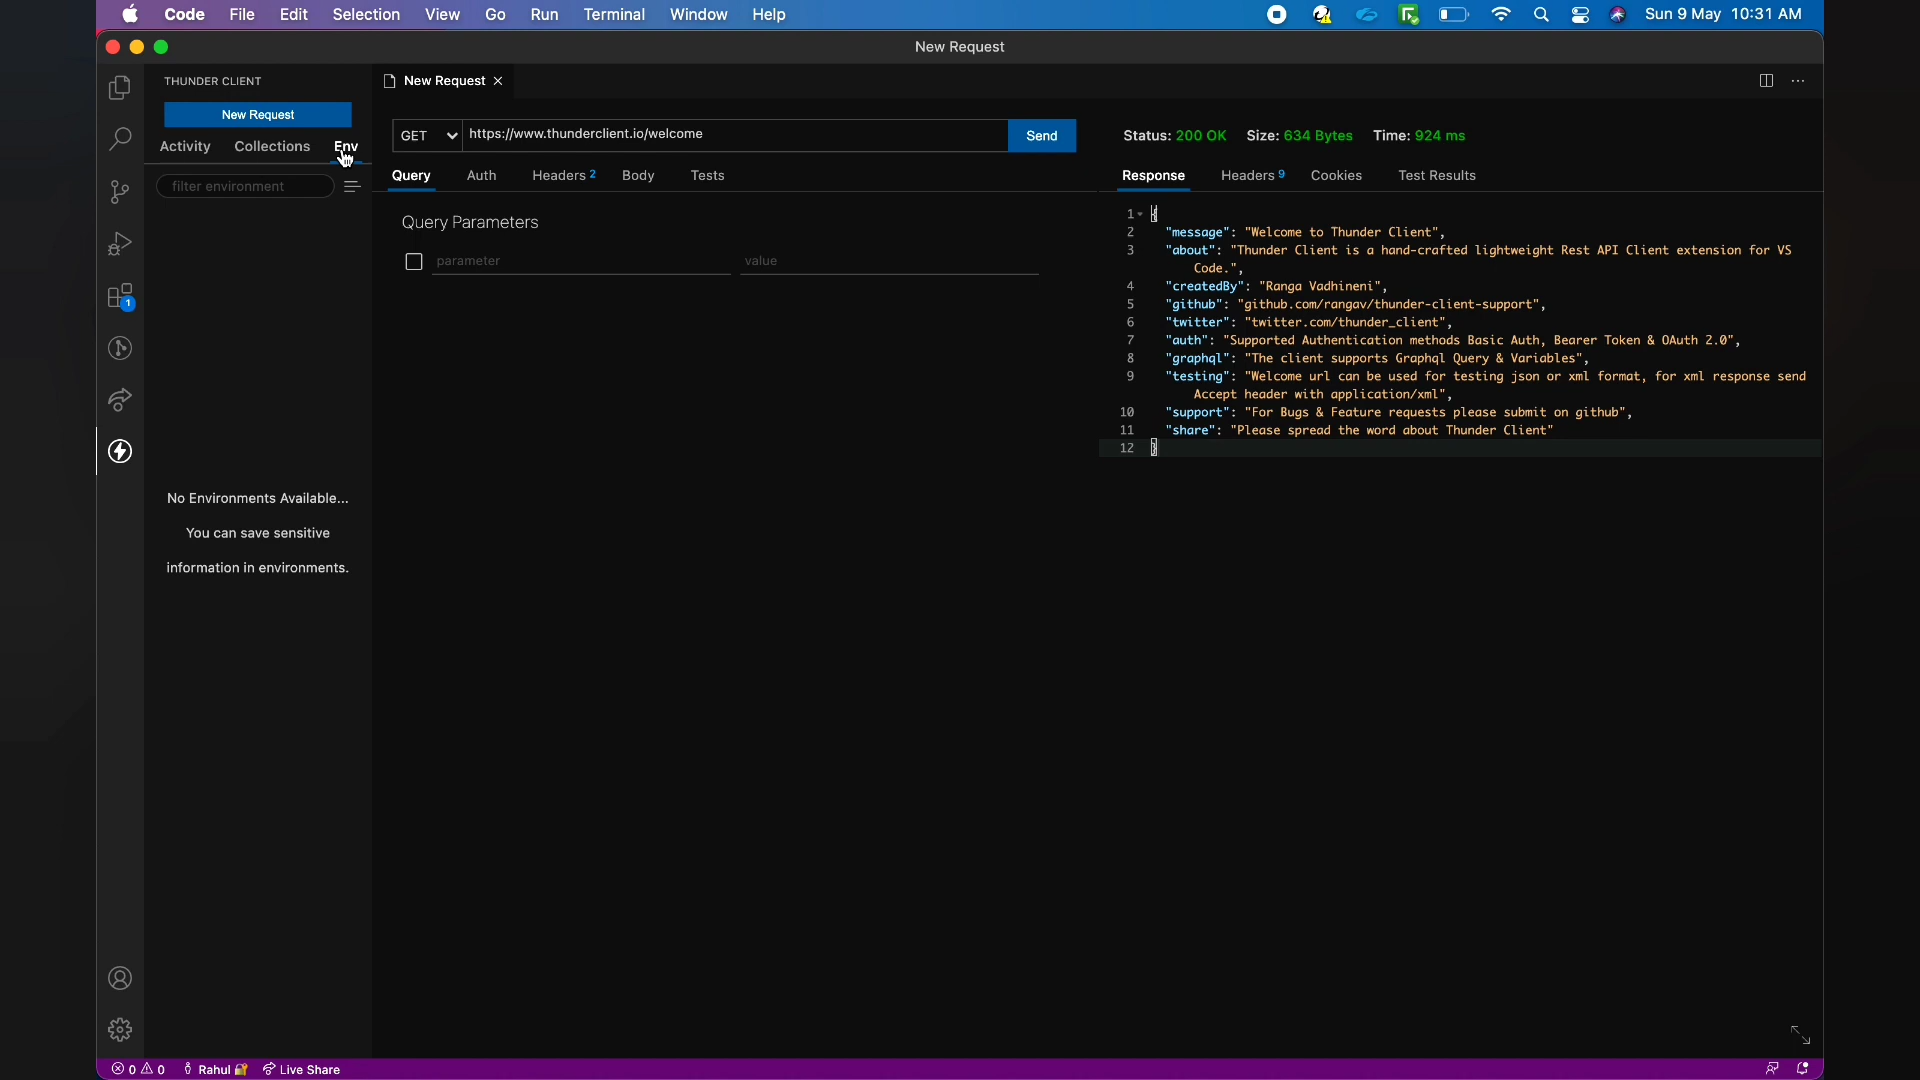 Code File Edit Selection View Go Run Terminal Window Help Sun 9 May 10:31 AM
New Request
THUNDER CLIENT
New Request
Activity Collections Env
filter environment
No Environments Available...
You can save sensitive
information in environments.
New Request
GET https://www.thunderclient.io/welcome Send
Query Auth Headers 2 Body Tests
Query Parameters
parameter value
Status: 200 OK Size: 634 Bytes Time: 924 ms
Response Headers 9 Cookies Test Results
1 {
2 "message": "Welcome to Thunder Client",
3 "about": "Thunder Client is a hand-crafted lightweight Rest API Client extension for VS
Code.",
4 "createdBy": "Ranga Vadhineni",
5 "github": "github.com/rangav/thunder-client-support",
6 "twitter": "twitter.com/thunder_client",
7 "auth": "Supported Authentication methods Basic Auth, Bearer Token & OAuth 2.0",
8 "graphql": "The client supports Graphql Query & Variables",
9 "testing": "Welcome url can be used for testing json or xml format, for xml response send
Accept header with application/xml",
10 "support": "For Bugs & Feature requests please submit on github",
11 "share": "Please spread the word about Thunder Client"
12 }
1
0 0 Rahul Live Share